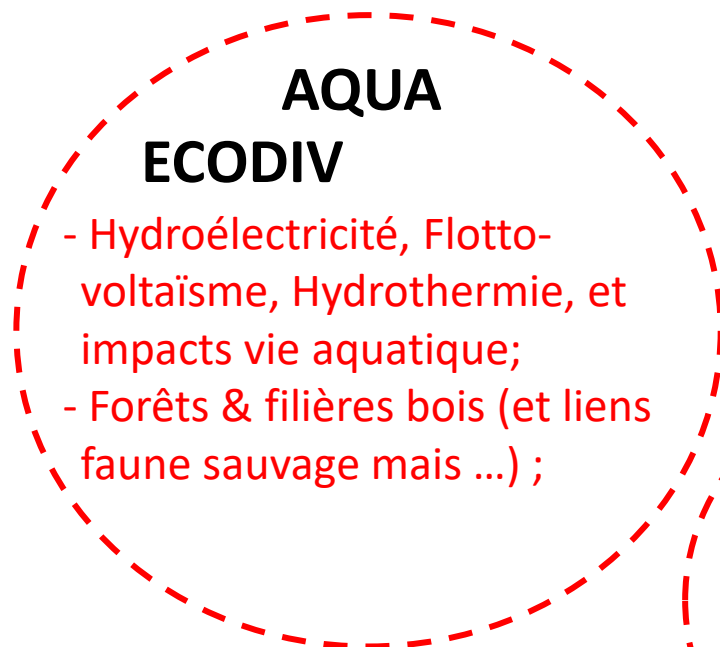 AQUA
ECODIV
- Hydroélectricité, Flotto-
voltaïsme, Hydrothermie, et
impacts vie aquatique;
- Forêts & filières bois (et liens
faune sauvage mais …) ;